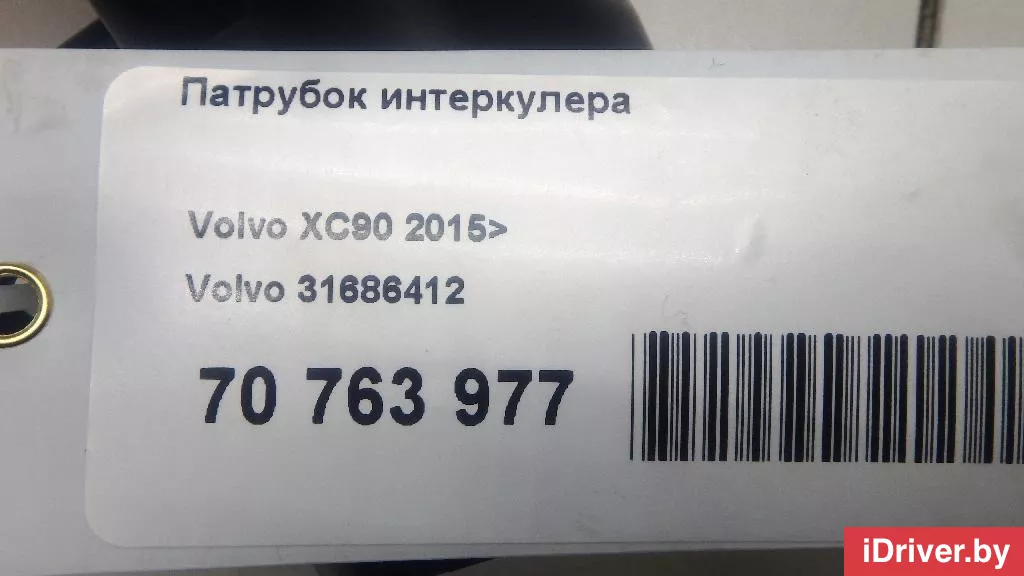 Патрубок интеркулера
Volvo XC90 2015>
Volvo 31686412
70 763 977
iDriver.by